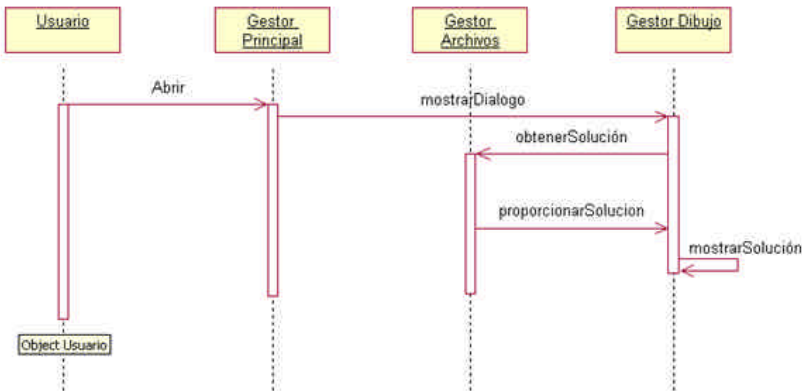 Usuario
Gestor
Principal
Gestor
Archivos
Gestor Dibujo
Abrir
mostrarDialogo
obtenerSolución
proporcionarSolucion
mostrarSolución
Object Usuario